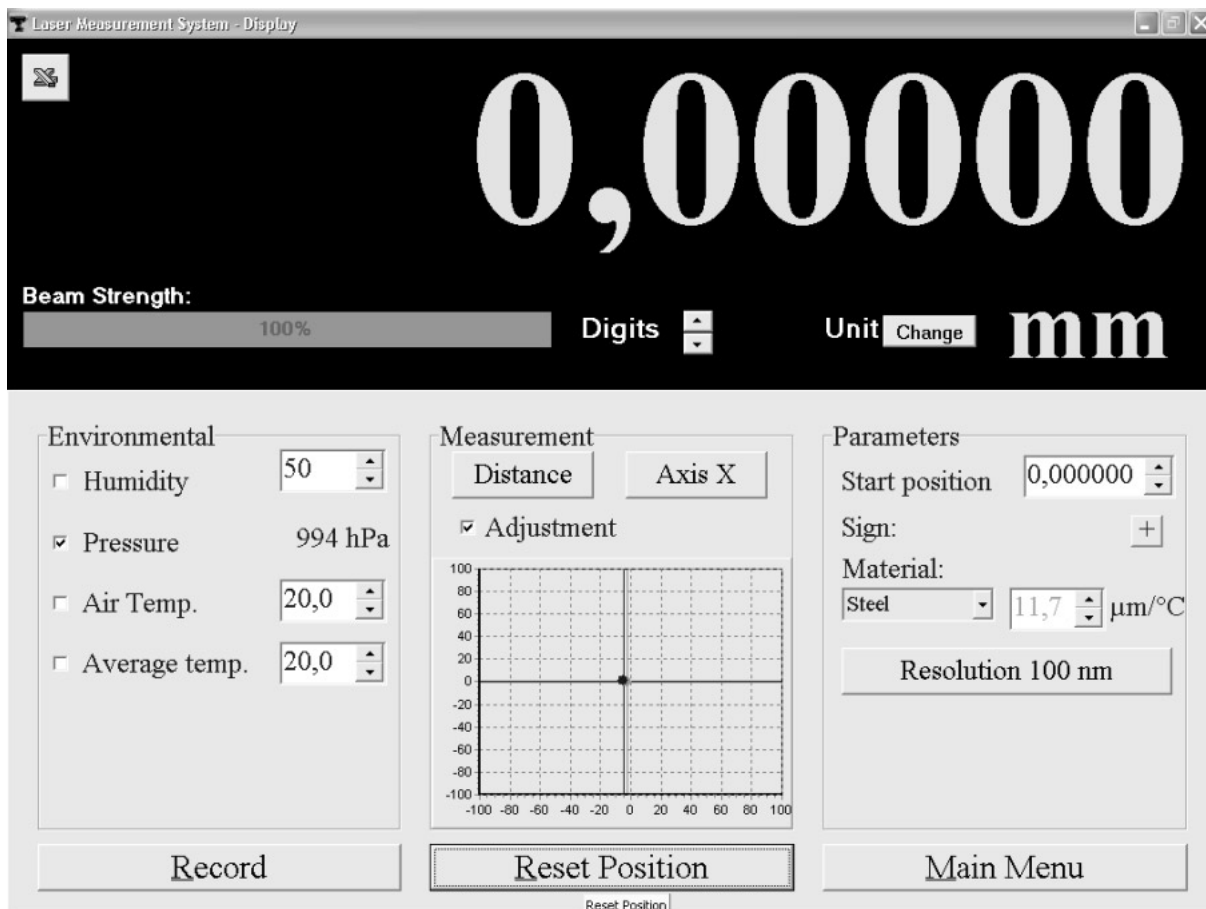 Laser Measurement System - Display
0,00000
Beam Strength:
100%
Digits
Unit Change mm
Environmental
Humidity 50
Pressure 994 hPa
Air Temp. 20,0
Average temp. 20,0
Measurement
Distance Axis X
Adjustment
100
80
60
40
20
0
-20
-40
-60
-80
-100
-100 -80 -60 -40 -20 0 20 40 60 80 100
Parameters
Start position 0,000000
Sign: +
Material:
Steel 11,7 µm/°C
Resolution 100 nm
Record Reset Position Main Menu
Reset Position